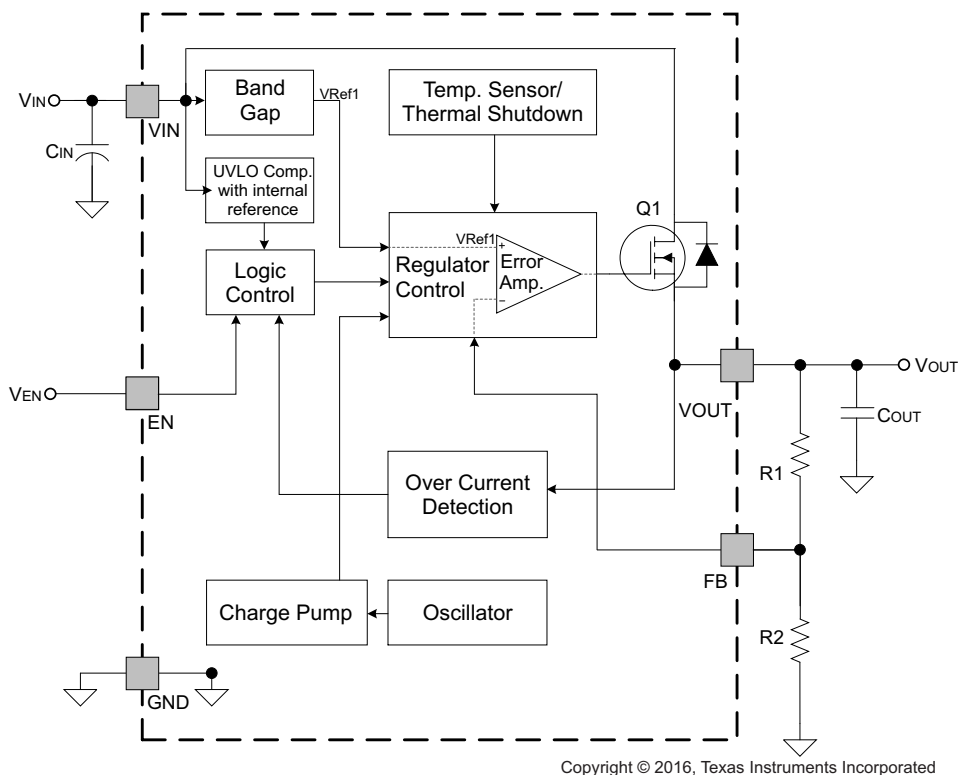 VIN
VIN
CIN
Band
Gap
VRef1
Temp. Sensor/
Thermal Shutdown
UVLO Comp.
with internal
reference
Q1
VRef1
+
Regulator
Control
Error
Amp.
–
Logic
Control
VEN
EN
VOUT
VOUT
COUT
R1
Over Current
Detection
FB
Charge Pump
Oscillator
R2
GND
Copyright © 2016, Texas Instruments Incorporated